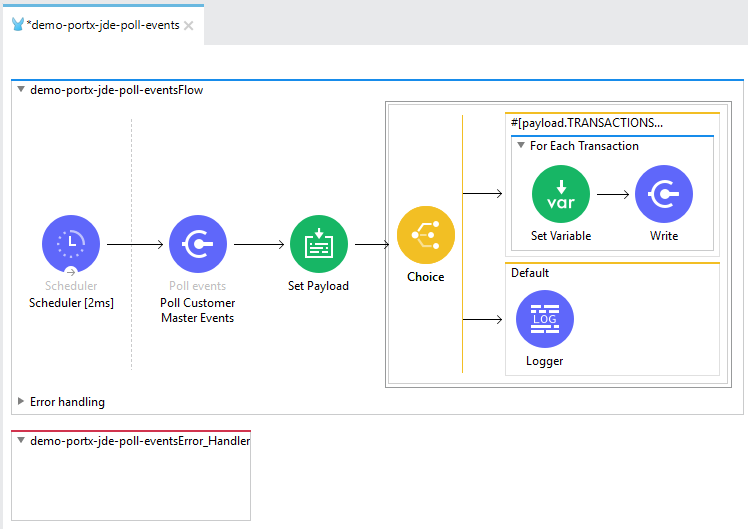 *demo-portx-jde-poll-events
demo-portx-jde-poll-eventsFlow
#[payload.TRANSACTIONS...
For Each Transaction
var
Set Variable
Write
Scheduler
Scheduler [2ms]
Poll events
Poll Customer
Master Events
Set Payload
Choice
Default
LOG
Logger
Error handling
demo-portx-jde-poll-eventsError_Handler